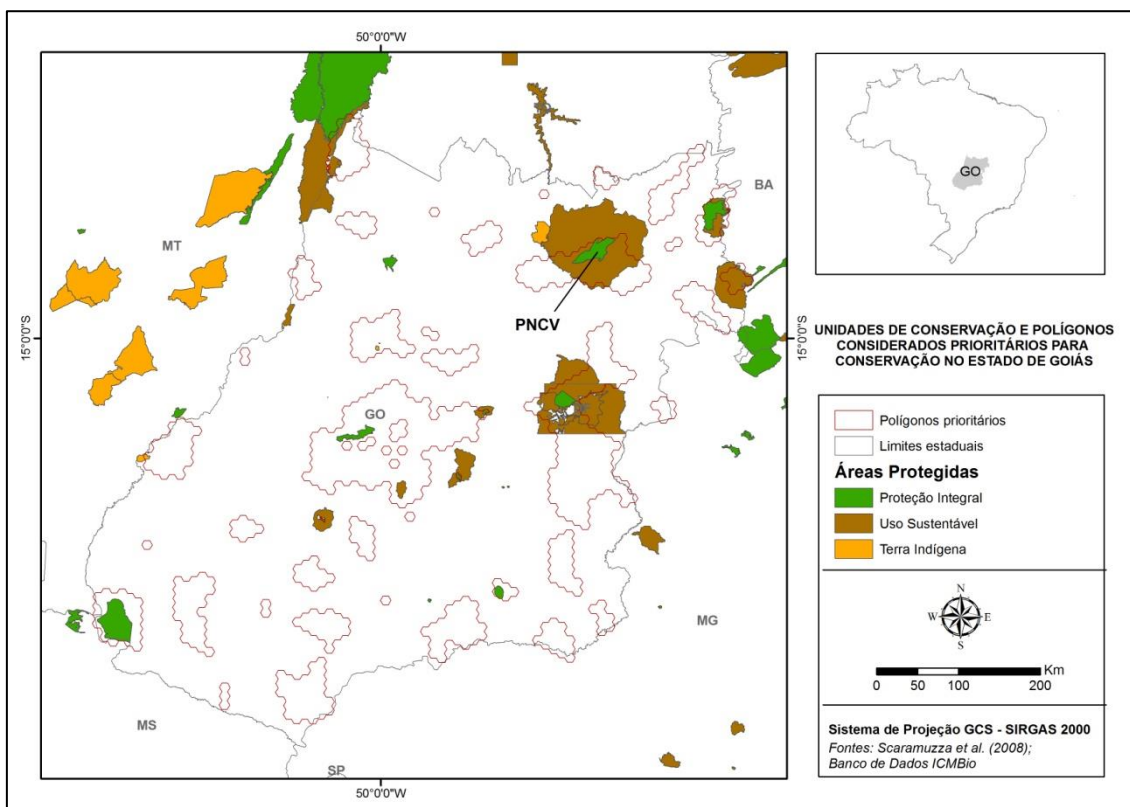 50°0'0"W
BA
MT
PNCV
15°0'0"S
15°0'0"S
GO
MG
MS
SP
50°0'0"W
GO
UNIDADES DE CONSERVAÇÃO E POLÍGONOS
CONSIDERADOS PRIORITÁRIOS PARA
CONSERVAÇÃO NO ESTADO DE GOIÁS
Polígonos prioritários
Limites estaduais
Áreas Protegidas
Proteção Integral
Uso Sustentável
Terra Indígena
N
W E
S
Km
0 50 100 200
Sistema de Projeção GCS - SIRGAS 2000
Fontes: Scaramuzza et al. (2008);
Banco de Dados ICMBio